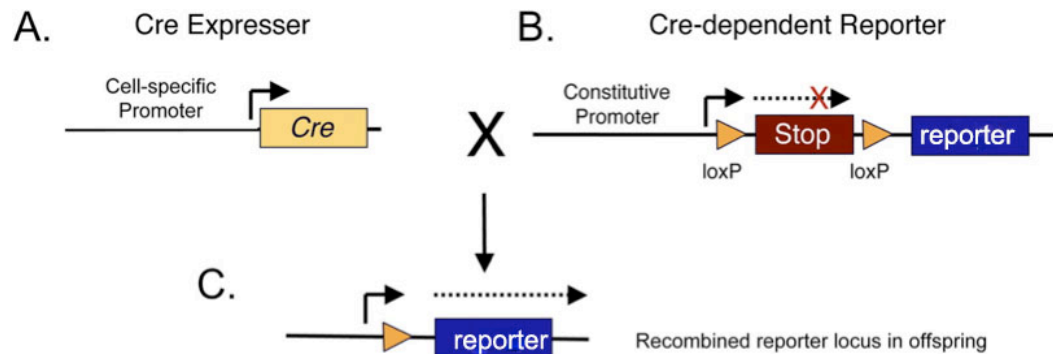 A.
Cre Expresser
Cell-specific
Promoter
Cre
X
B.
Cre-dependent Reporter
Constitutive
Promoter
X
Stop
reporter
loxP
loxP
C.
reporter
Recombined reporter locus in offspring